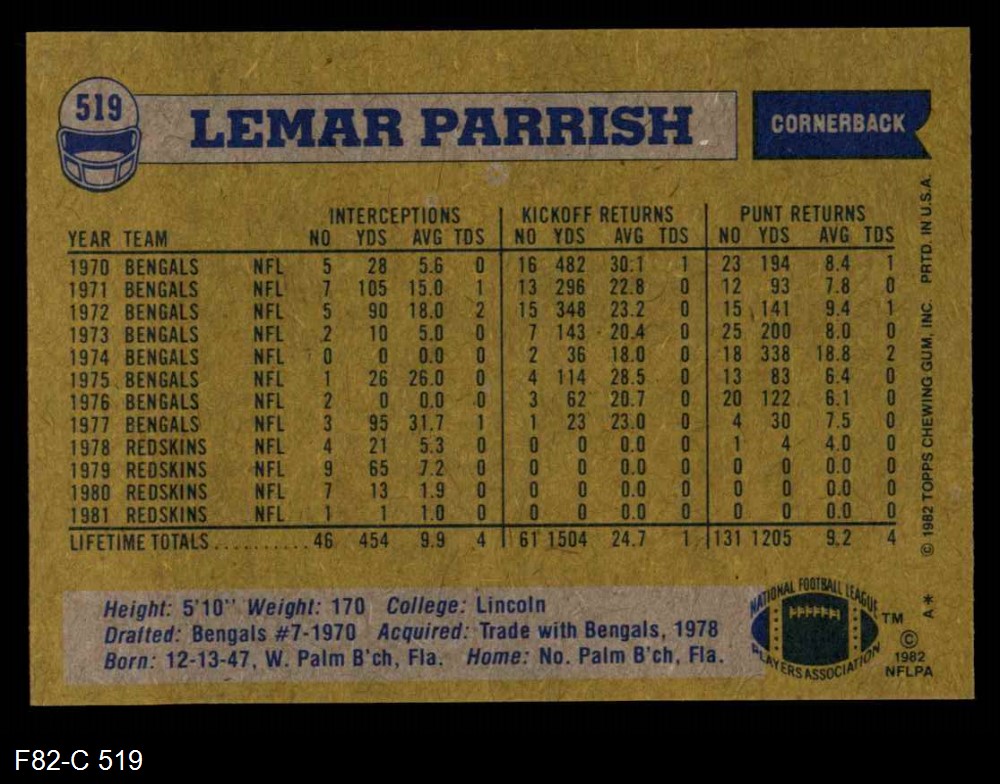 519
LEMAR PARRISH
CORNERBACK
INTERCEPTIONS KICKOFF RETURNS PUNT RETURNS
YEAR TEAM NO YDS AVG TDS NO YDS AVG TDS NO YDS AVG TDS
1970 BENGALS NFL 5 28 5.6 0 16 482 30.1 1 23 194 8.4 1
1971 BENGALS NFL 7 105 15.0 1 13 296 22.8 0 12 93 7.8 0
1972 BENGALS NFL 5 90 18.0 2 15 348 23.2 0 15 141 9.4 1
1973 BENGALS NFL 2 10 5.0 0 7 143 20.4 0 25 200 8.0 0
1974 BENGALS NFL 0 0 0.0 0 2 36 18.0 0 18 338 18.8 2
1975 BENGALS NFL 1 26 26.0 0 4 114 28.5 0 13 83 6.4 0
1976 BENGALS NFL 2 0 0.0 0 3 62 20.7 0 20 122 6.1 0
1977 BENGALS NFL 3 95 31.7 1 1 23 23.0 0 4 30 7.5 0
1978 REDSKINS NFL 4 21 5.3 0 0 0 0.0 0 1 4 4.0 0
1979 REDSKINS NFL 9 65 7.2 0 0 0 0.0 0 0 0 0.0 0
1980 REDSKINS NFL 7 13 1.9 0 0 0 0.0 0 0 0 0.0 0
1981 REDSKINS NFL 1 1 1.0 0 0 0 0.0 0 0 0 0.0 0
LIFETIME TOTALS.......... 46 454 9.9 4 61 1504 24.7 1 131 1205 9.2 4
© 1982 TOPPS CHEWING GUM, INC. PRTD. IN U.S.A.
Height: 5'10" Weight: 170 College: Lincoln
Drafted: Bengals #7-1970 Acquired: Trade with Bengals, 1978
Born: 12-13-47, W. Palm B'ch, Fla. Home: No. Palm B'ch, Fla.
NATIONAL FOOTBALL LEAGUE
PLAYERS ASSOCIATION
TM
©
1982
NFLPA
A*
F82-C 519